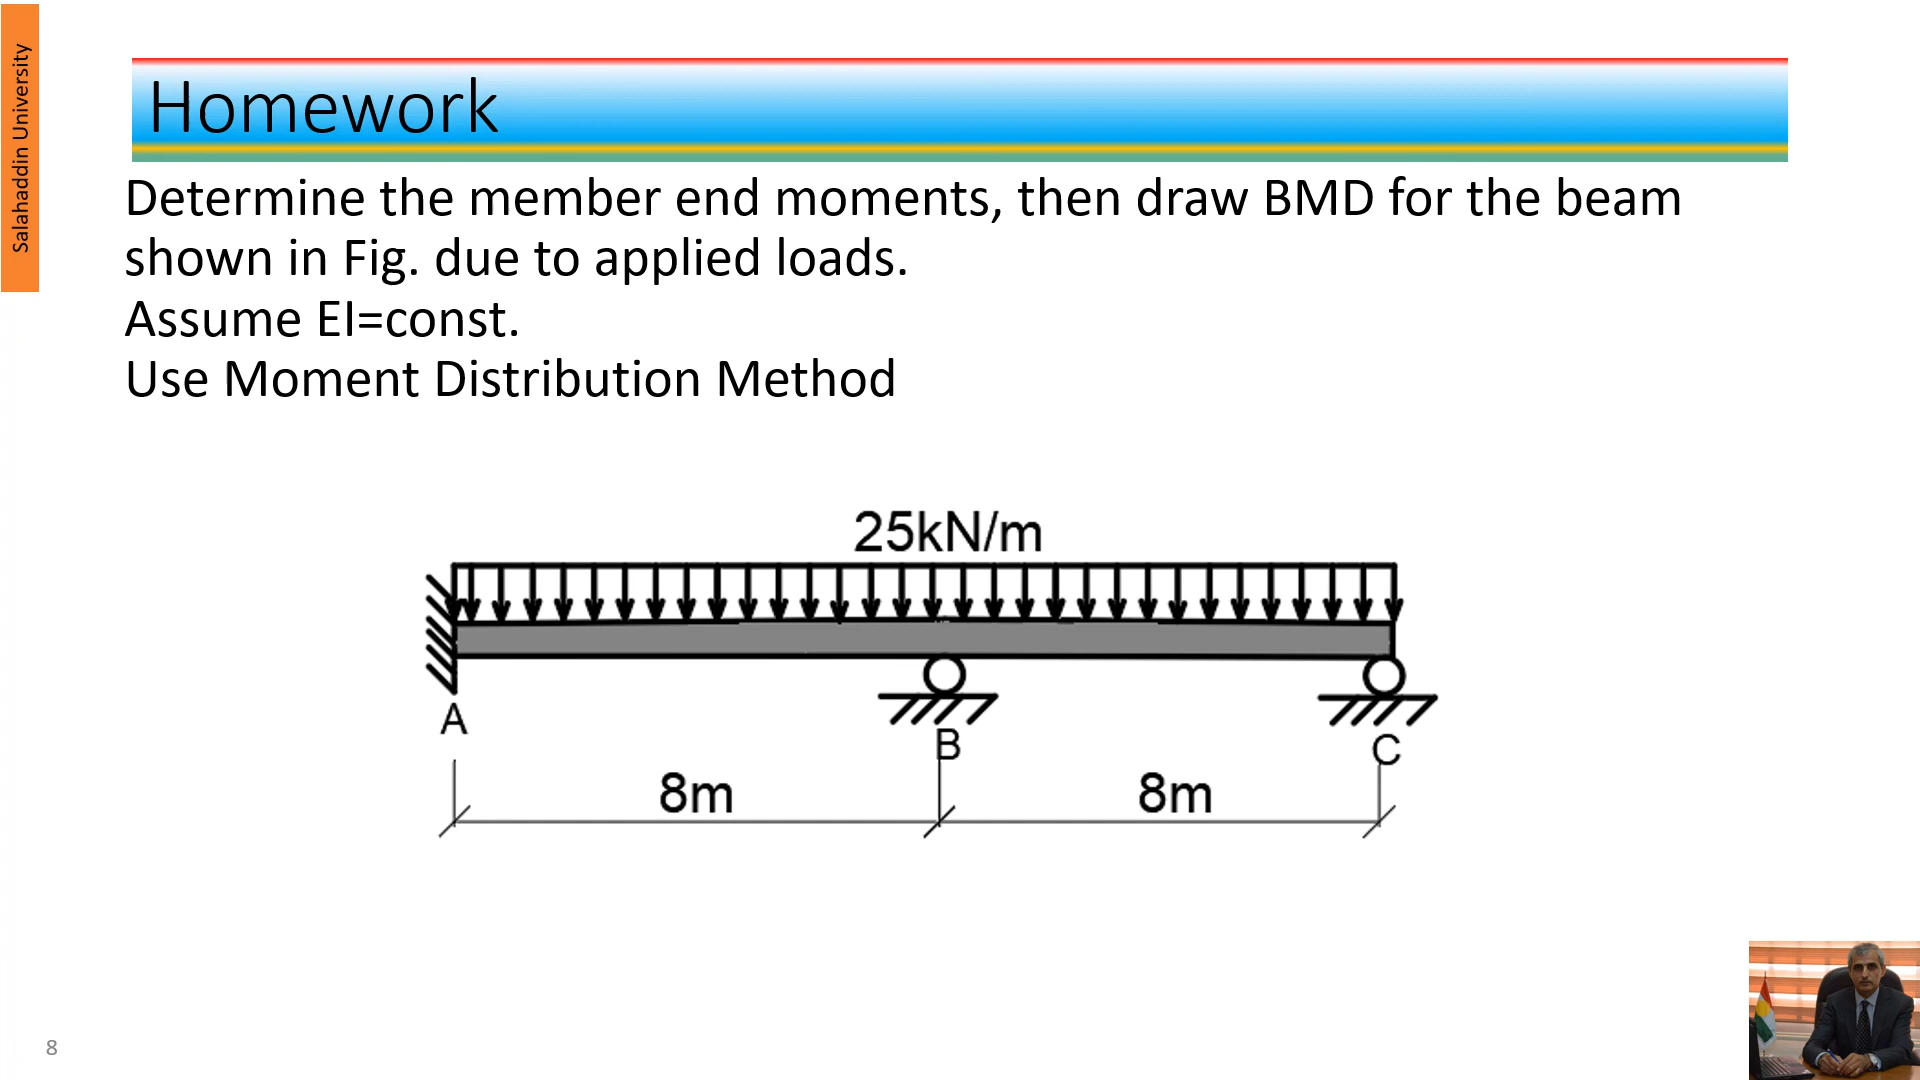 Salahaddin University
Homework
Determine the member end moments, then draw BMD for the beam
shown in Fig. due to applied loads.
Assume EI=const.
Use Moment Distribution Method
25kN/m
A
B
C
8m
8m
8